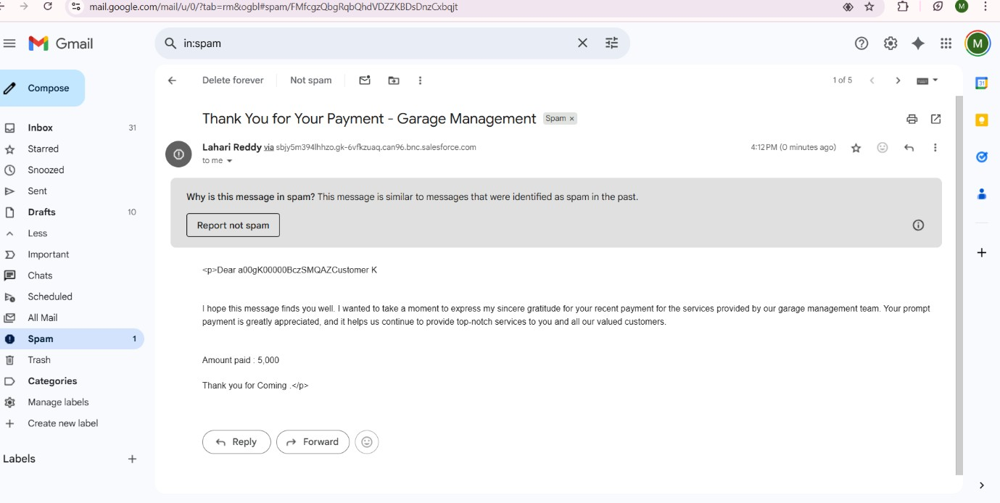 mail.google.com/mail/u/0/?tab=rm&ogbl#spam/FMfcgzQbgRqbQhdVDZZKBDsDnzCxbqjt
M
Gmail
in:spam
M
Compose
Delete forever
Not spam
1 of 5
31
Inbox 31
Starred
Snoozed
Sent
Drafts 10
Less
Important
Chats
Scheduled
All Mail
Spam 1
Trash
Categories
Manage labels
Create new label
Labels
Thank You for Your Payment - Garage Management Spam ×
Lahari Reddy via sbjy5m394lhhzo.gk-6vfkzuaq.can96.bnc.salesforce.com
4:12 PM (0 minutes ago)
to me
Why is this message in spam? This message is similar to messages that were identified as spam in the past.
Report not spam
<p>Dear a00gK00000BczSMQAZCustomer K
I hope this message finds you well. I wanted to take a moment to express my sincere gratitude for your recent payment for the services provided by our garage management team. Your prompt
payment is greatly appreciated, and it helps us continue to provide top-notch services to you and all our valued customers.
Amount paid : 5,000
Thank you for Coming .</p>
Reply
Forward